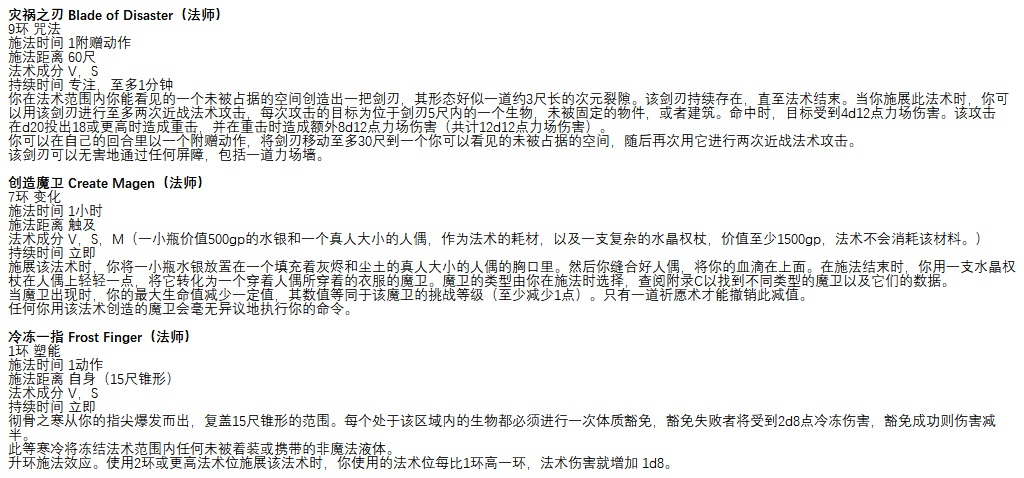 灾祸之刃 Blade of Disaster（法师）
9环 咒法
施法时间 1附赠动作
施法距离 60尺
法术成分 V，S
持续时间 专注，至多1分钟
你在法术范围内你能看见的一个未被占据的空间创造出一把剑刃，其形态好似一道约3尺长的次元裂隙。该剑刃持续存在，直至法术结束。当你施展此法术时，你可
以用该剑刃进行至多两次近战法术攻击，每次攻击的目标为位于剑刃5尺内的一个生物，未被固定的物件，或者建筑。命中时，目标受到4d12点力场伤害。该攻击
在d20投出18或更高时造成重击，并在重击时造成额外8d12点力场伤害（共计12d12点力场伤害）。
你可以在自己的回合里以一个附赠动作，将剑刃移动至多30尺到一个你可以看见的未被占据的空间，随后再次用它进行两次近战法术攻击。
该剑刃可以无害地通过任何屏障，包括一道力场墙。
创造魔卫 Create Magen（法师）
7环 变化
施法时间 1小时
施法距离 触及
法术成分 V，S，M（一小瓶价值500gp的水银和一个真人大小的人偶，作为法术的耗材，以及一支复杂的水晶权杖，价值至少1500gp，法术不会消耗该材料。）
持续时间 立即
施展该法术时，你将一小瓶水银放置在一个填充着灰烬和尘土的真人大小的人偶的胸口里。然后你缝合好人偶，将你的血滴在上面。在施法结束时，你用一支水晶权
杖在人偶上轻轻一点，将它转化为一个穿着人偶所穿着的衣服的魔卫。魔卫的类型由你在施法时选择，查阅附录C以找到不同类型的魔卫以及它们的数据。
当魔卫出现时，你的最大生命值减少一定值，其数值等同于该魔卫的挑战等级（至少减少1点）。只有一道祈愿术才能撤销此减值。
任何你用该法术创造的魔卫会毫无异议地执行你的命令。
冷冻一指 Frost Finger（法师）
1环 塑能
施法时间 1动作
施法距离 自身（15尺锥形）
法术成分 V，S
持续时间 立即
彻骨之寒从你的指尖爆发而出，复盖15尺锥形的范围。每个处于该区域内的生物都必须进行一次体质豁免，豁免失败者将受到2d8点冷冻伤害，豁免成功则伤害减
半。
此等寒冷将冻结法术范围内任何未被着装或携带的非魔法液体。
升环施法效应。使用2环或更高法术位施展该法术时，你使用的法术位每比1环高一环，法术伤害就增加 1d8。